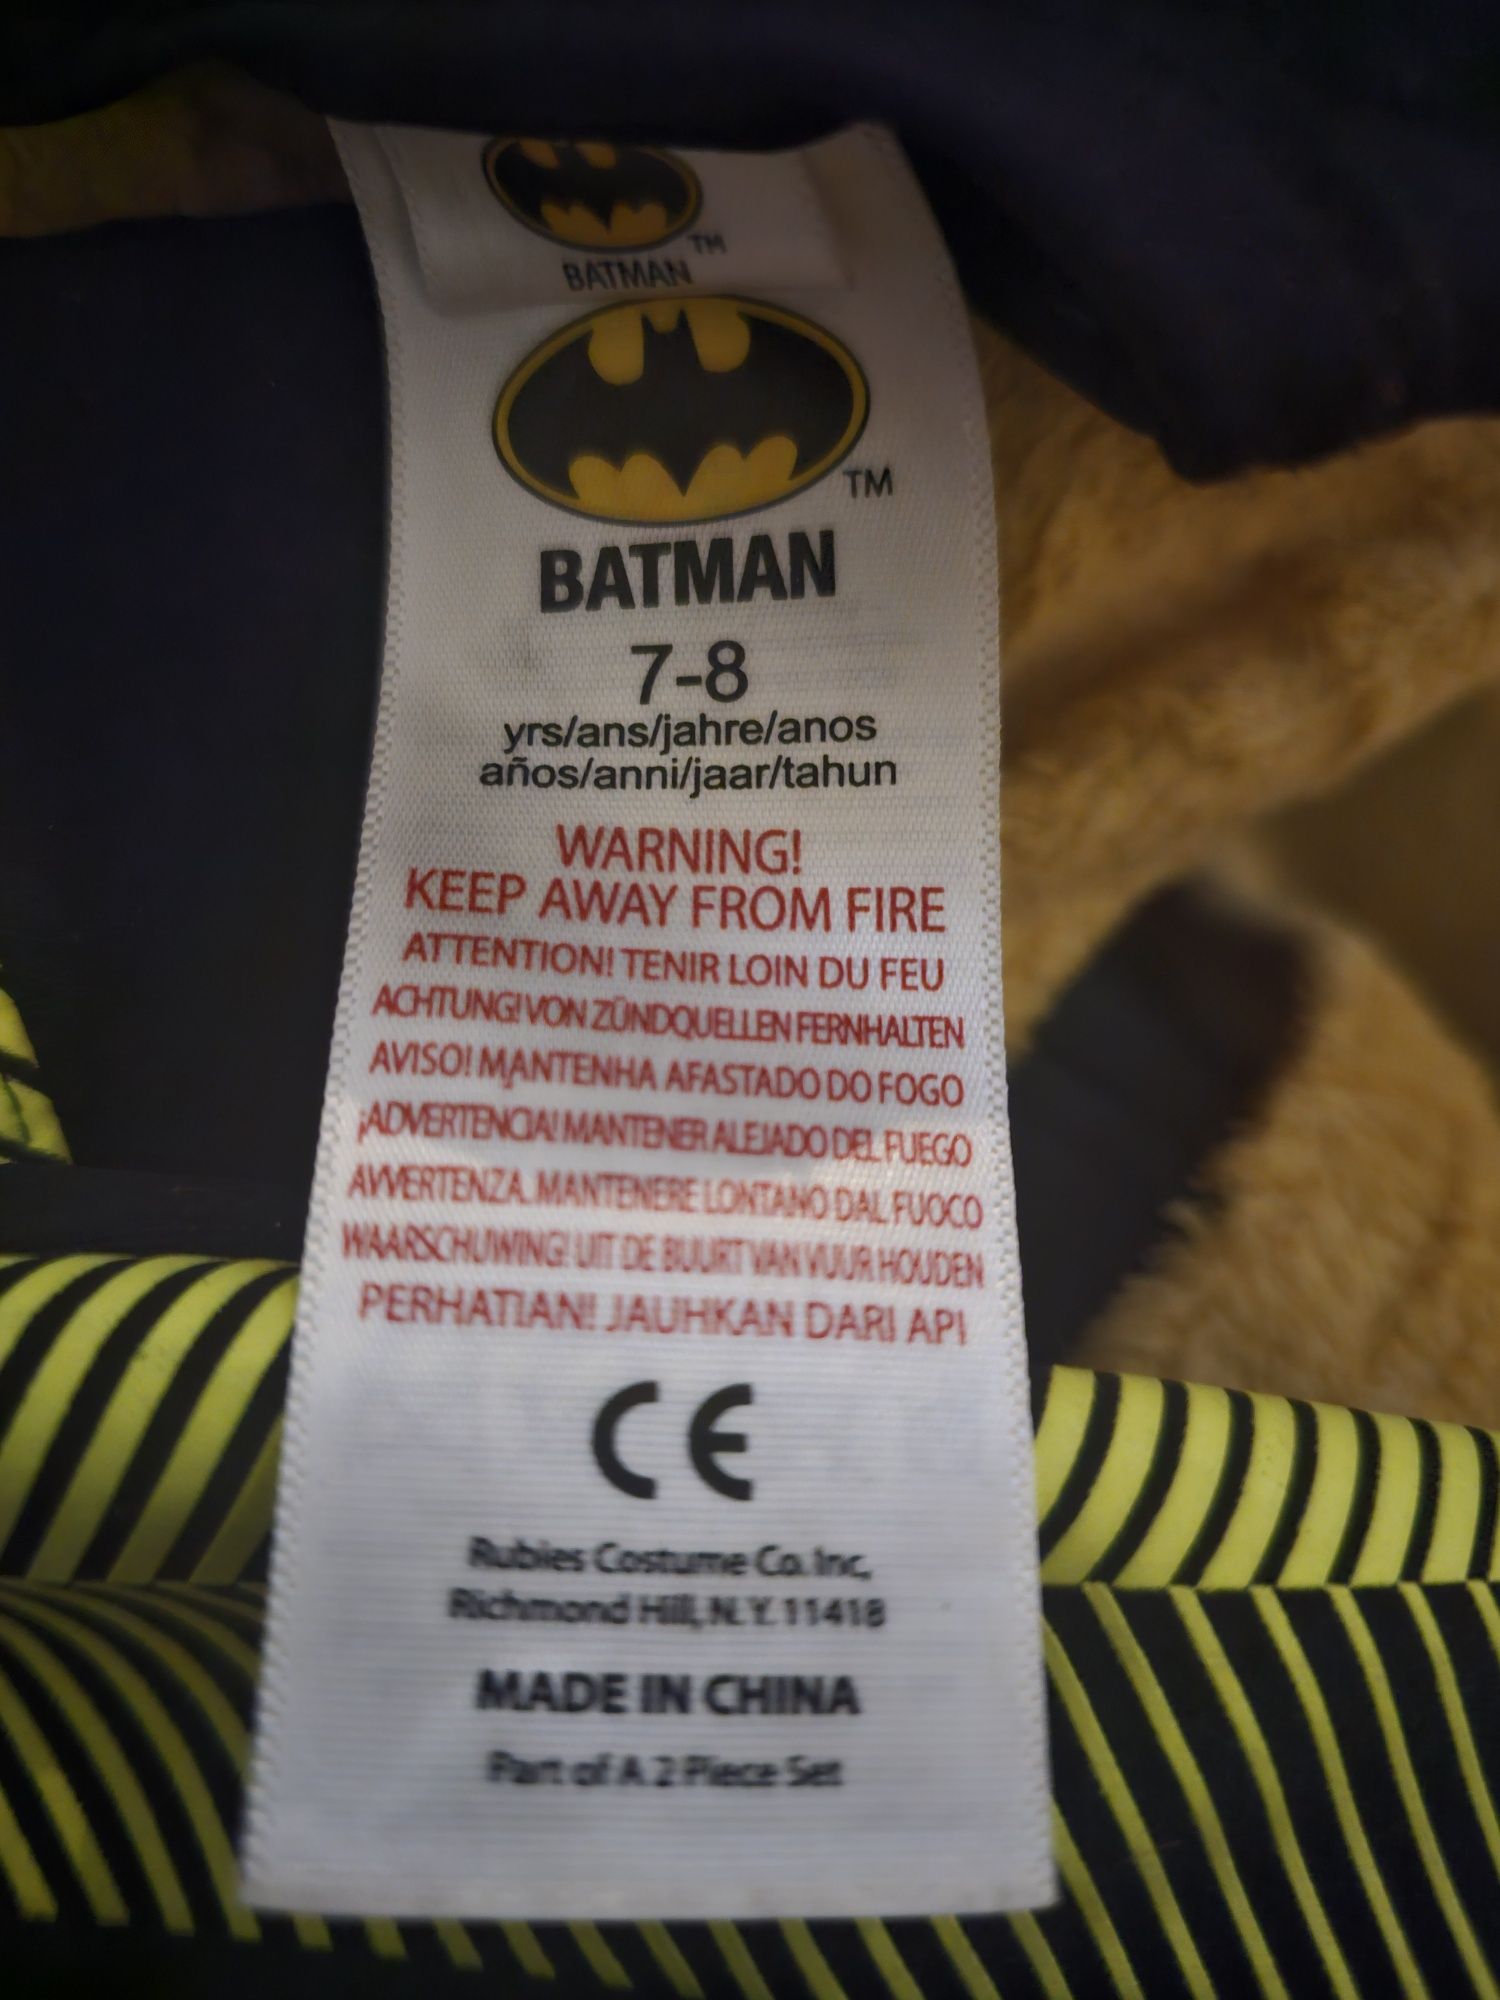 TM
BATMAN
TM
BATMAN
7-8
yrs/ans/jahre/anos
años/anni/jaar/tahun
WARNING!
KEEP AWAY FROM FIRE
ATTENTION! TENIR LOIN DU FEU
ACHTUNG! VON ZÜNDQUELLEN FERNHALTEN
AVISO! MANTENHA AFASTADO DO FOGO
¡ADVERTENCIA! MANTENER ALEJADO DEL FUEGO
AVVERTENZA. MANTENERE LONTANO DAL FUOCO
WAARSCHUWING! UIT DE BUURT VAN VUUR HOUDEN
PERHATIAN! JAUHKAN DARI API
CE
Rubies Costume Co. Inc,
Richmond Hill, N. Y. 11418
MADE IN CHINA
Part of A 2 Piece Set